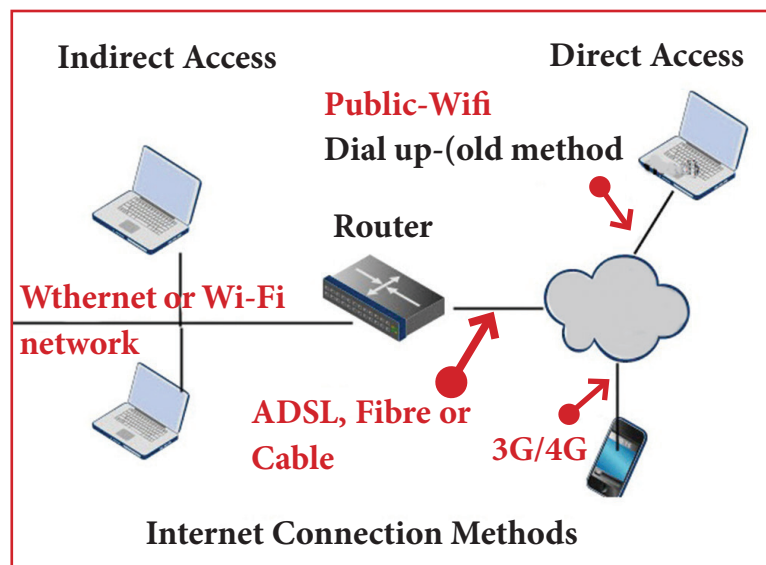 Indirect Access
Direct Access
Public-Wifi
Dial up-(old method
Router
Wthernet or Wi-Fi
network
ADSL, Fibre or
Cable
3G/4G
Internet Connection Methods